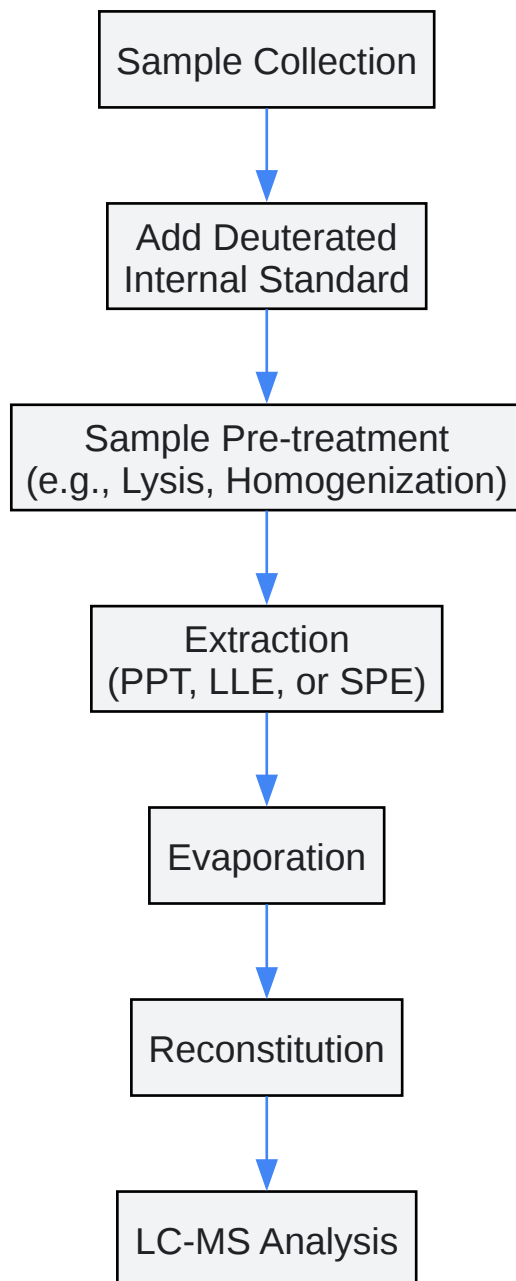 Sample Collection
Add Deuterated
Internal Standard
Sample Pre-treatment
(e.g., Lysis, Homogenization)
Extraction
(PPT, LLE, or SPE)
Evaporation
Reconstitution
LC-MS Analysis